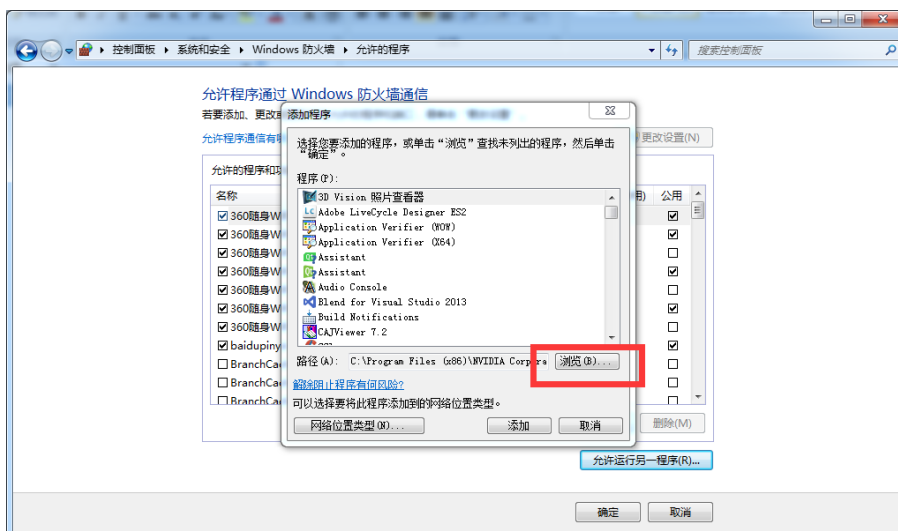 控制面板 ▸ 系统和安全 ▸ Windows 防火墙 ▸ 允许的程序
搜索控制面板
允许程序通过 Windows 防火墙通信
若要添加、更改或
允许程序通信有
更改设置(N)
添加程序
选择您要添加的程序，或单击“浏览”查找未列出的程序，然后单击
“确定”。
程序(P):
3D Vision 照片查看器
Adobe LiveCycle Designer ES2
Application Verifier (WOW)
Application Verifier (X64)
Assistant
Assistant
Audio Console
Blend for Visual Studio 2013
Build Notifications
CAJViewer 7.2
路径(A): C:\Program Files (x86)\NVIDIA Corpora
浏览(B)...
解除阻止程序有何风险?
可以选择要将此程序添加到的网络位置类型。
网络位置类型(N)...
添加
取消
允许的程序和
名称
公用
360随身W
360随身W
360随身W
360随身W
360随身W
360随身W
360随身W
baidupiny
BranchCa
BranchCa
BranchCa
删除(M)
允许运行另一程序(R)...
确定
取消